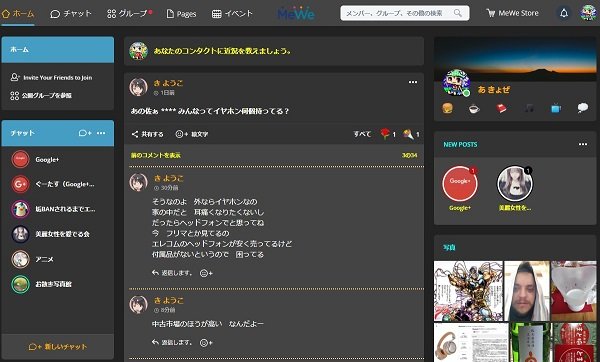 ホーム
チャット
グループ
Pages
イベント
MeWe
メンバー、グループ、その他の検索
MeWe Store
ホーム
Invite Your Friends to Join
公開グループを参照
チャット
Google+
ぐーたす（Google+...
垢BANされるまでエ...
美麗女性を愛でる会
アニメ
お散き写真館
新しいチャット
あなたのコンタクトに近況を教えましょう。
き ようこ
1日前
あの佐ぁ **** みんなってイヤホン何個持ってる？
共有する
絵文字
すべて
1
1
前のコメントを表示
3の34
き ようこ
30分前
そうなのよ　外ならイヤホンなの
家の中だと　耳痛くなりたくないし
だったらヘッドフォンでと思ってね
今　フリマとか見てるの
エレコムのヘッドフォンが安く売ってるけど
付属品がないというので　困ってる
返信します。
き ようこ
8分前
中古市場のほうが高い　なんだよー
返信します。
あ きょぜ
NEW POSTS
Google+
美麗女性を...
写真